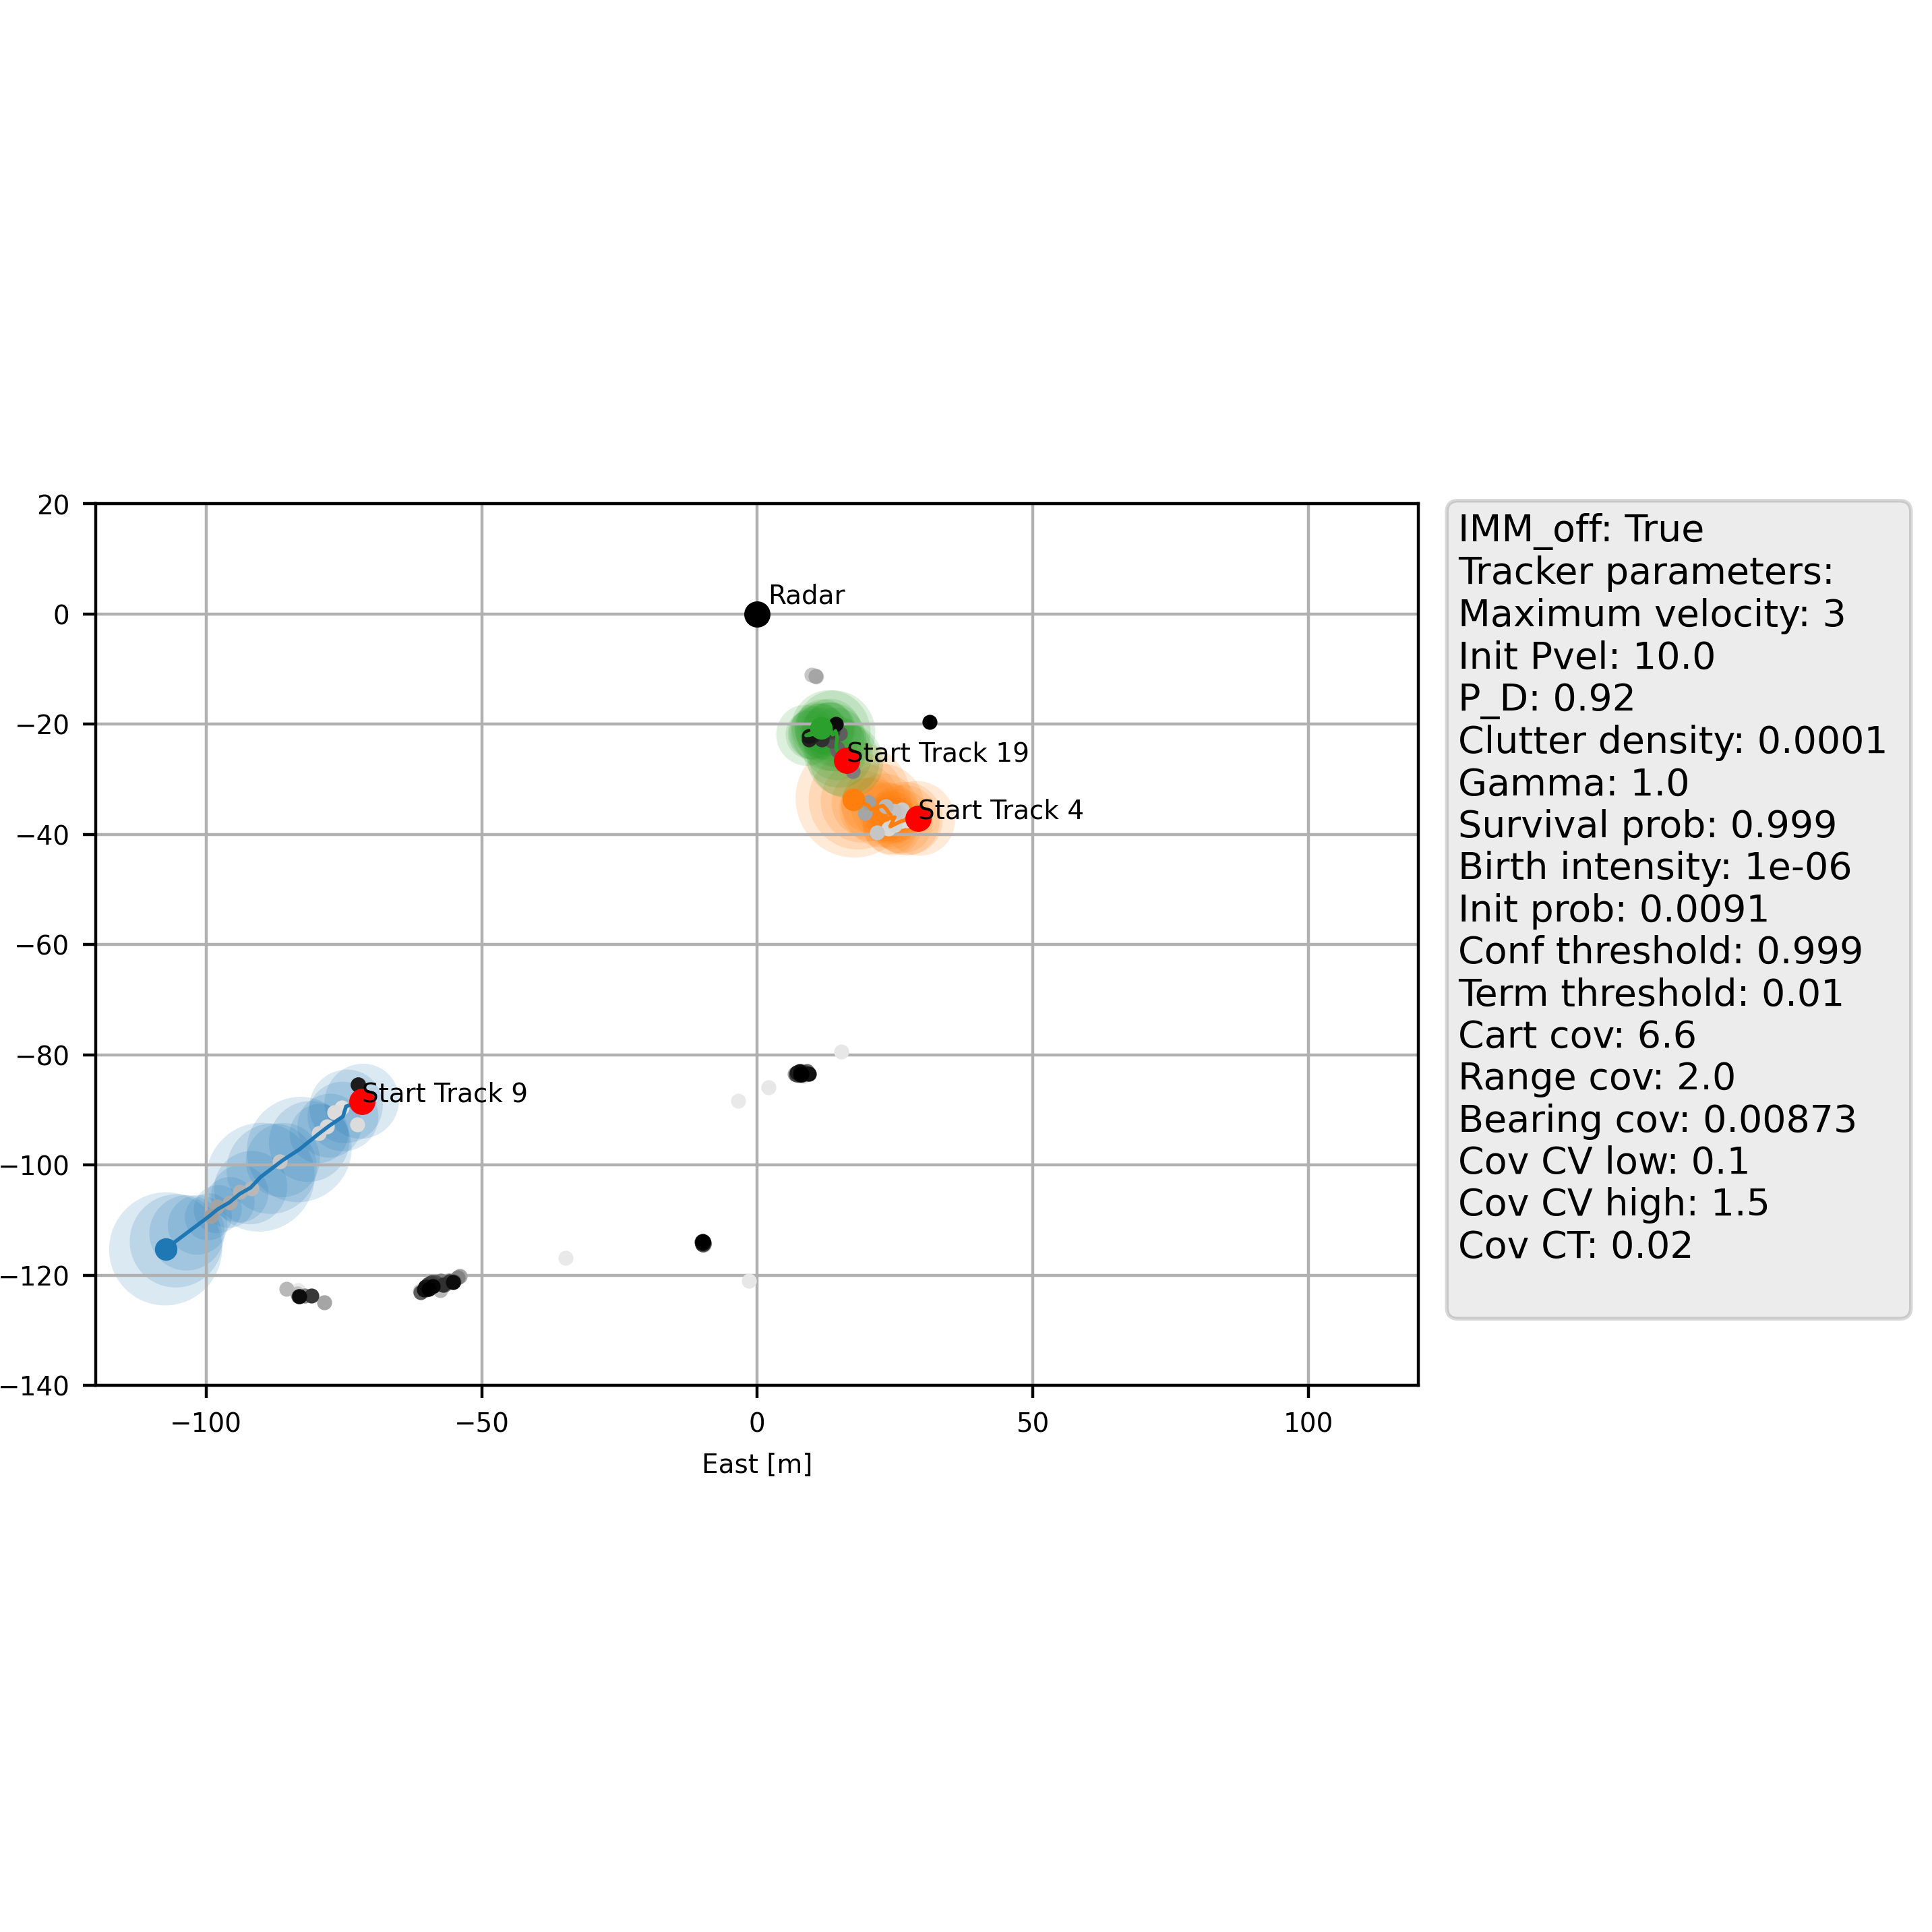 20
0
−20
−40
−60
−80
−100
−120
−140
−100
−50
0
50
100
East [m]
Radar
Start Track 19
Start Track 4
Start Track 9
IMM_off: True
Tracker parameters:
Maximum velocity: 3
Init Pvel: 10.0
P_D: 0.92
Clutter density: 0.0001
Gamma: 1.0
Survival prob: 0.999
Birth intensity: 1e-06
Init prob: 0.0091
Conf threshold: 0.999
Term threshold: 0.01
Cart cov: 6.6
Range cov: 2.0
Bearing cov: 0.00873
Cov CV low: 0.1
Cov CV high: 1.5
Cov CT: 0.02